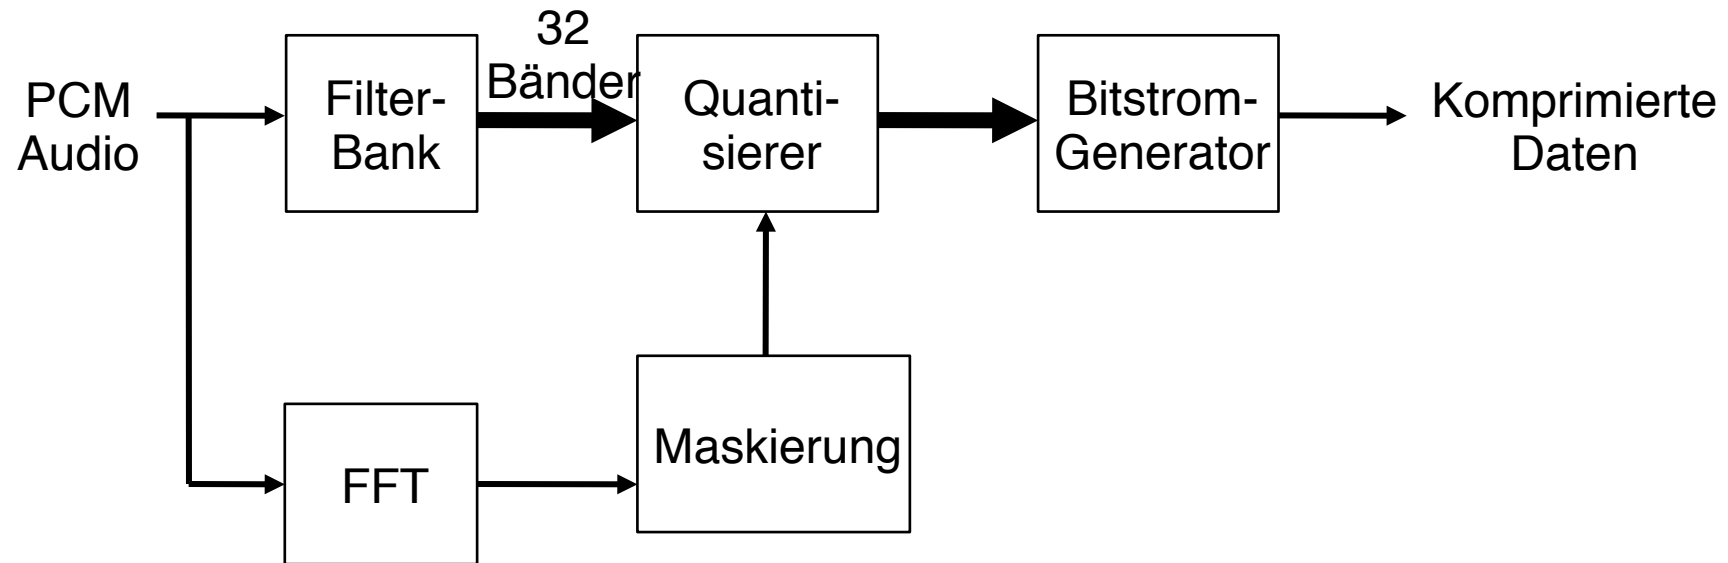 PCM
Audio
Filter-
Bank
32
Bänder
Quanti-
sierer
Bitstrom-
Generator
Komprimierte
Daten
FFT
Maskierung